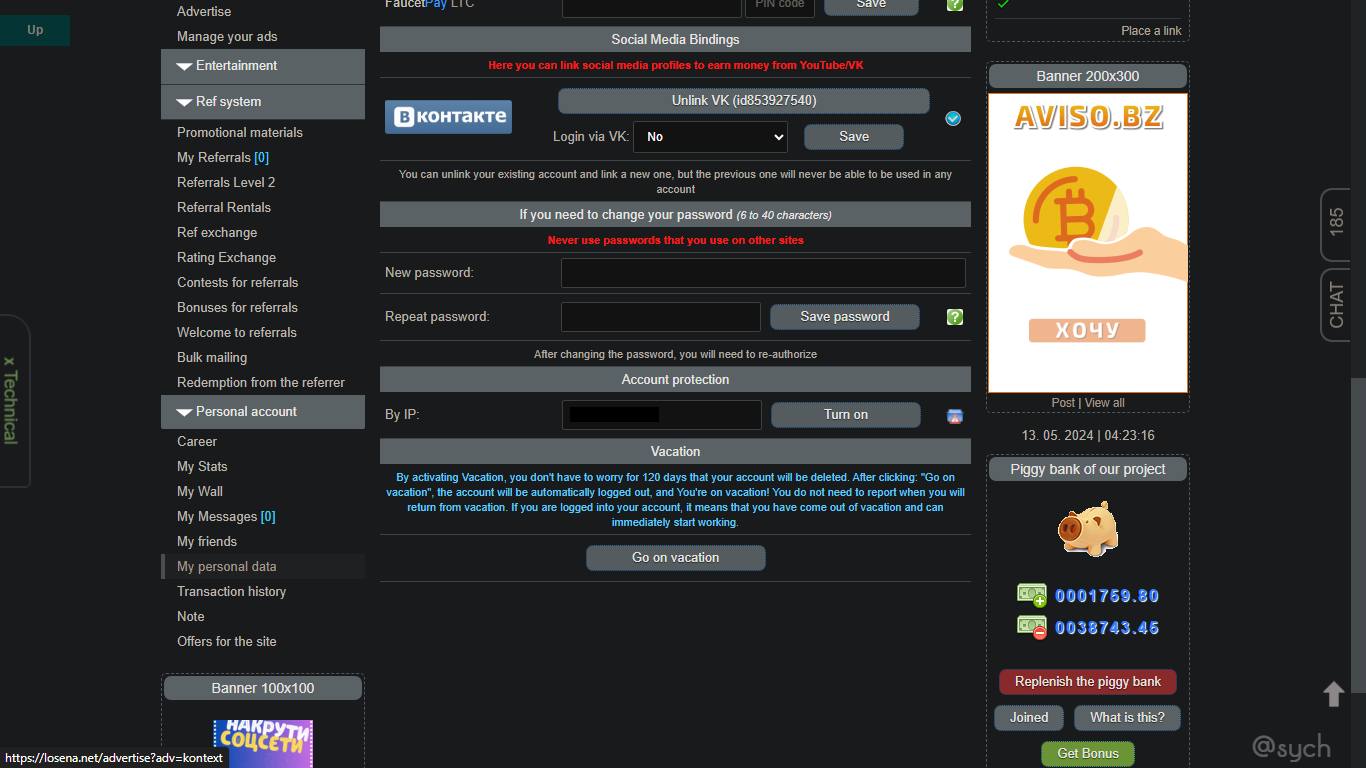 Up
x Technical
Advertise
Manage your ads
Entertainment
Ref system
Promotional materials
My Referrals [0]
Referrals Level 2
Referral Rentals
Ref exchange
Rating Exchange
Contests for referrals
Bonuses for referrals
Welcome to referrals
Bulk mailing
Redemption from the referrer
Personal account
Career
My Stats
My Wall
My Messages [0]
My friends
My personal data
Transaction history
Note
Offers for the site
Banner 100x100
НАКРУТИ
СОЦСЕТИ
https://losena.net/advertise?adv=kontext
FaucetPay LTC
PIN code
Save
Social Media Bindings
Here you can link social media profiles to earn money from YouTube/VK
В КОНТАКТЕ
Unlink VK (id853927540)
Login via VK: No Save
You can unlink your existing account and link a new one, but the previous one will never be able to be used in any
account
If you need to change your password (6 to 40 characters)
Never use passwords that you use on other sites
New password:
Repeat password: Save password ?
After changing the password, you will need to re-authorize
Account protection
By IP: Turn on
Vacation
By activating Vacation, you don't have to worry for 120 days that your account will be deleted. After clicking: "Go on
vacation", the account will be automatically logged out, and You're on vacation! You do not need to report when you will
return from vacation. If you are logged into your account, it means that you have come out of vacation and can
immediately start working.
Go on vacation
Place a link
Banner 200x300
AVISO.BZ
ХОЧУ
Post | View all
13. 05. 2024 | 04:23:16
Piggy bank of our project
0001759.80
0038743.45
Replenish the piggy bank
Joined
What is this?
Get Bonus
185
CHAT
@sych